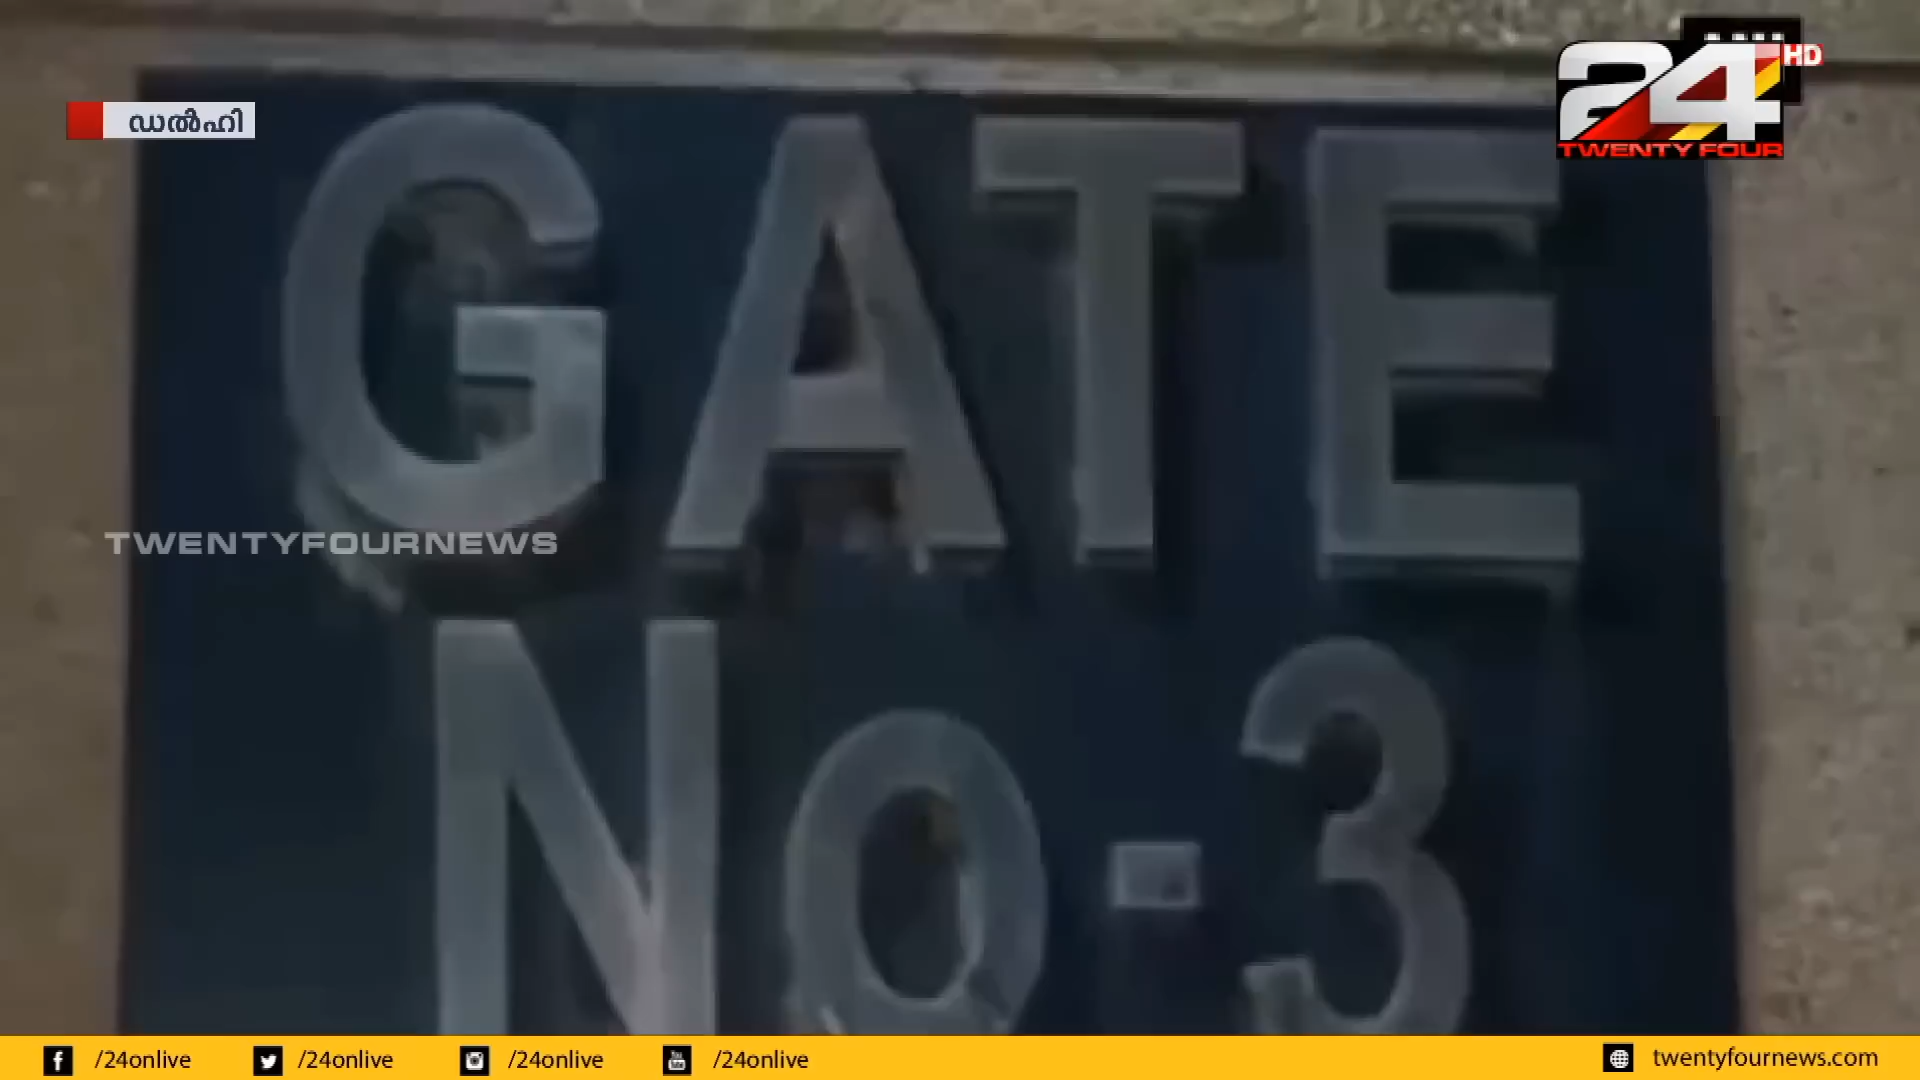 24 HD
TWENTY FOUR
ഡൽഹി
GATE
TWENTYFOURNEWS
No-3
/24onlive /24onlive /24onlive /24onlive twentyfournews.com